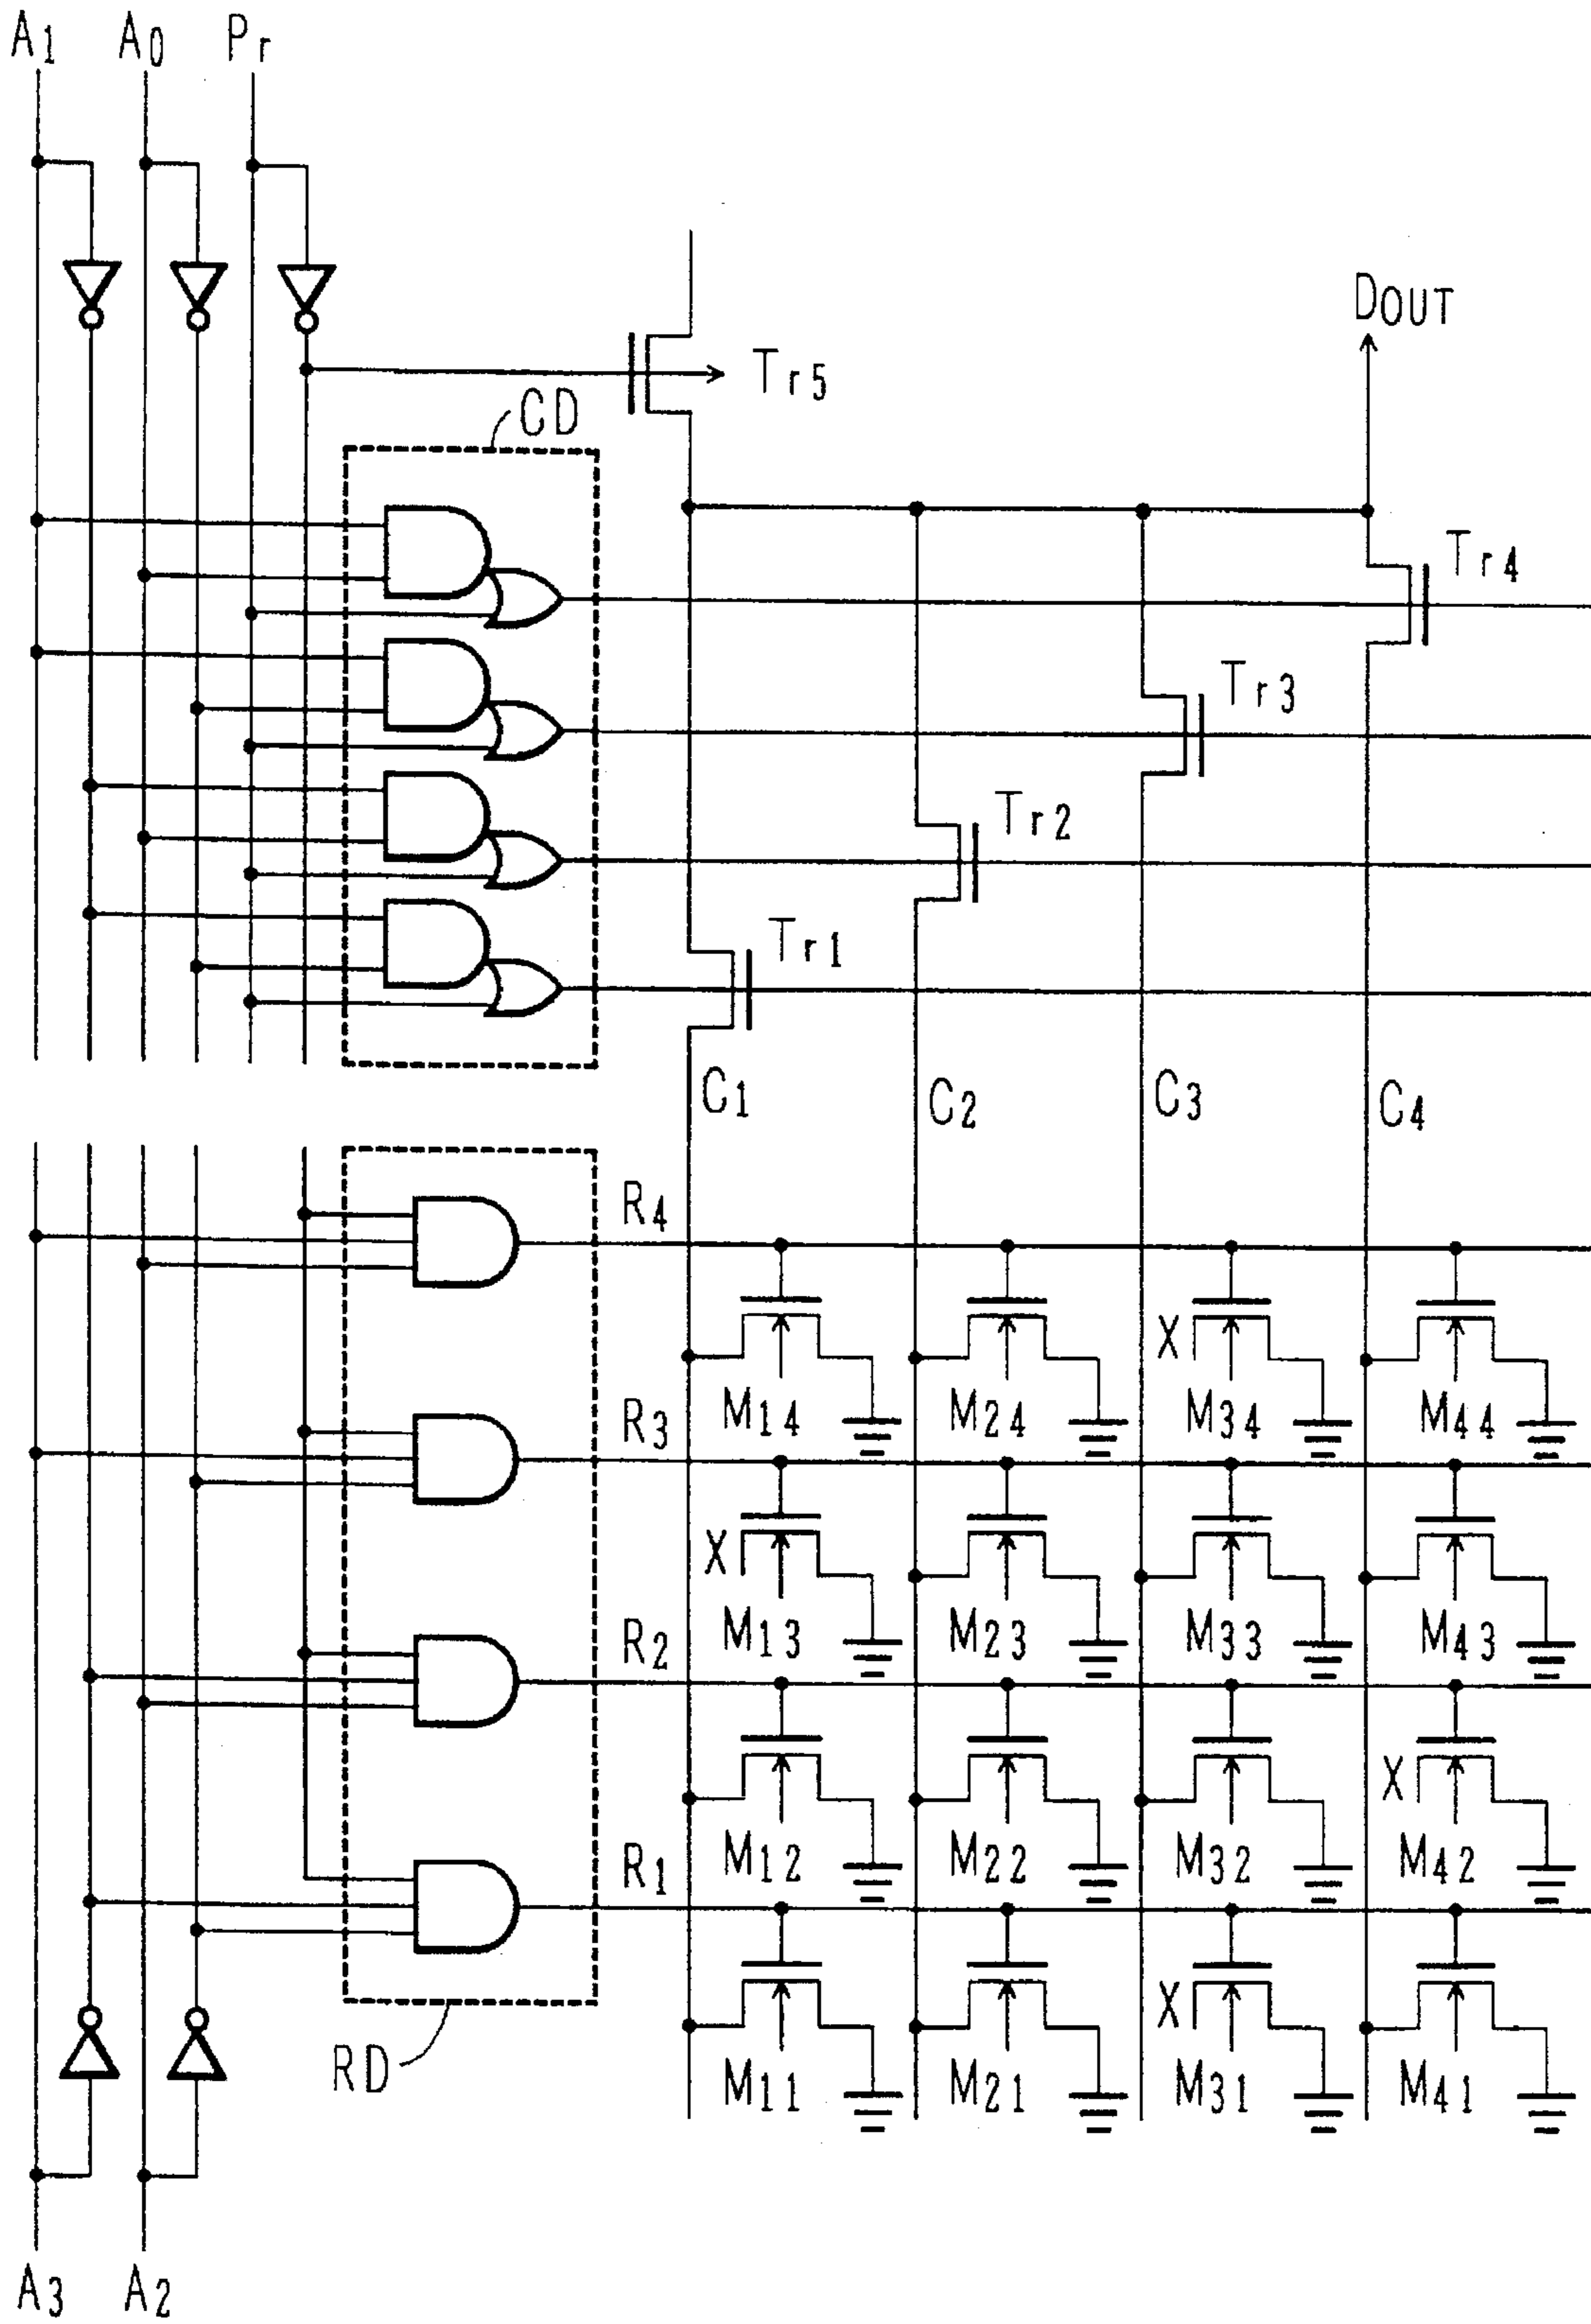 A1 A0 Pr
DOUT
Tr5
CD
Tr4
Tr3
Tr2
Tr1
C1 C2 C3 C4
R4
X
M14 M24 M34 M44
R3
X
M13 M23 M33 M43
R2
X
M12 M22 M32 M42
R1
X
RD
M11 M21 M31 M41
A3 A2